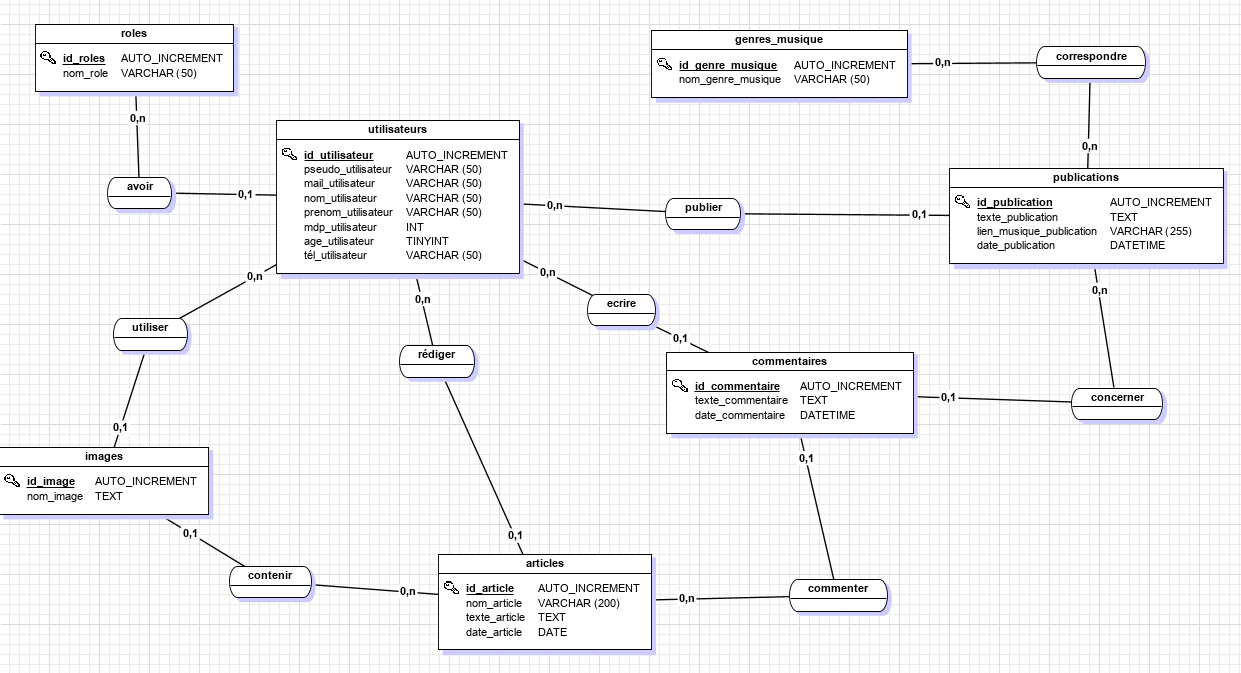 roles
id_roles AUTO_INCREMENT
nom_role VARCHAR (50)
genres_musique
id_genre_musique AUTO_INCREMENT
nom_genre_musique VARCHAR (50)
0,n
correspondre
0,n
0,n
utilisateurs
id_utilisateur AUTO_INCREMENT
pseudo_utilisateur VARCHAR (50)
mail_utilisateur VARCHAR (50)
nom_utilisateur VARCHAR (50)
prenom_utilisateur VARCHAR (50)
mdp_utilisateur INT
age_utilisateur TINYINT
tél_utilisateur VARCHAR (50)
avoir
0,1
0,n
publier
0,1
publications
id_publication AUTO_INCREMENT
texte_publication TEXT
lien_musique_publication VARCHAR (255)
date_publication DATETIME
0,n
0,n
0,n
0,n
utiliser
rédiger
ecrire
0,1
commentaires
id_commentaire AUTO_INCREMENT
texte_commentaire TEXT
date_commentaire DATETIME
0,1
concerner
0,1
0,1
images
id_image AUTO_INCREMENT
nom_image TEXT
0,1
0,1
contenir
0,n
articles
id_article AUTO_INCREMENT
nom_article VARCHAR (200)
texte_article TEXT
date_article DATE
0,n
commenter